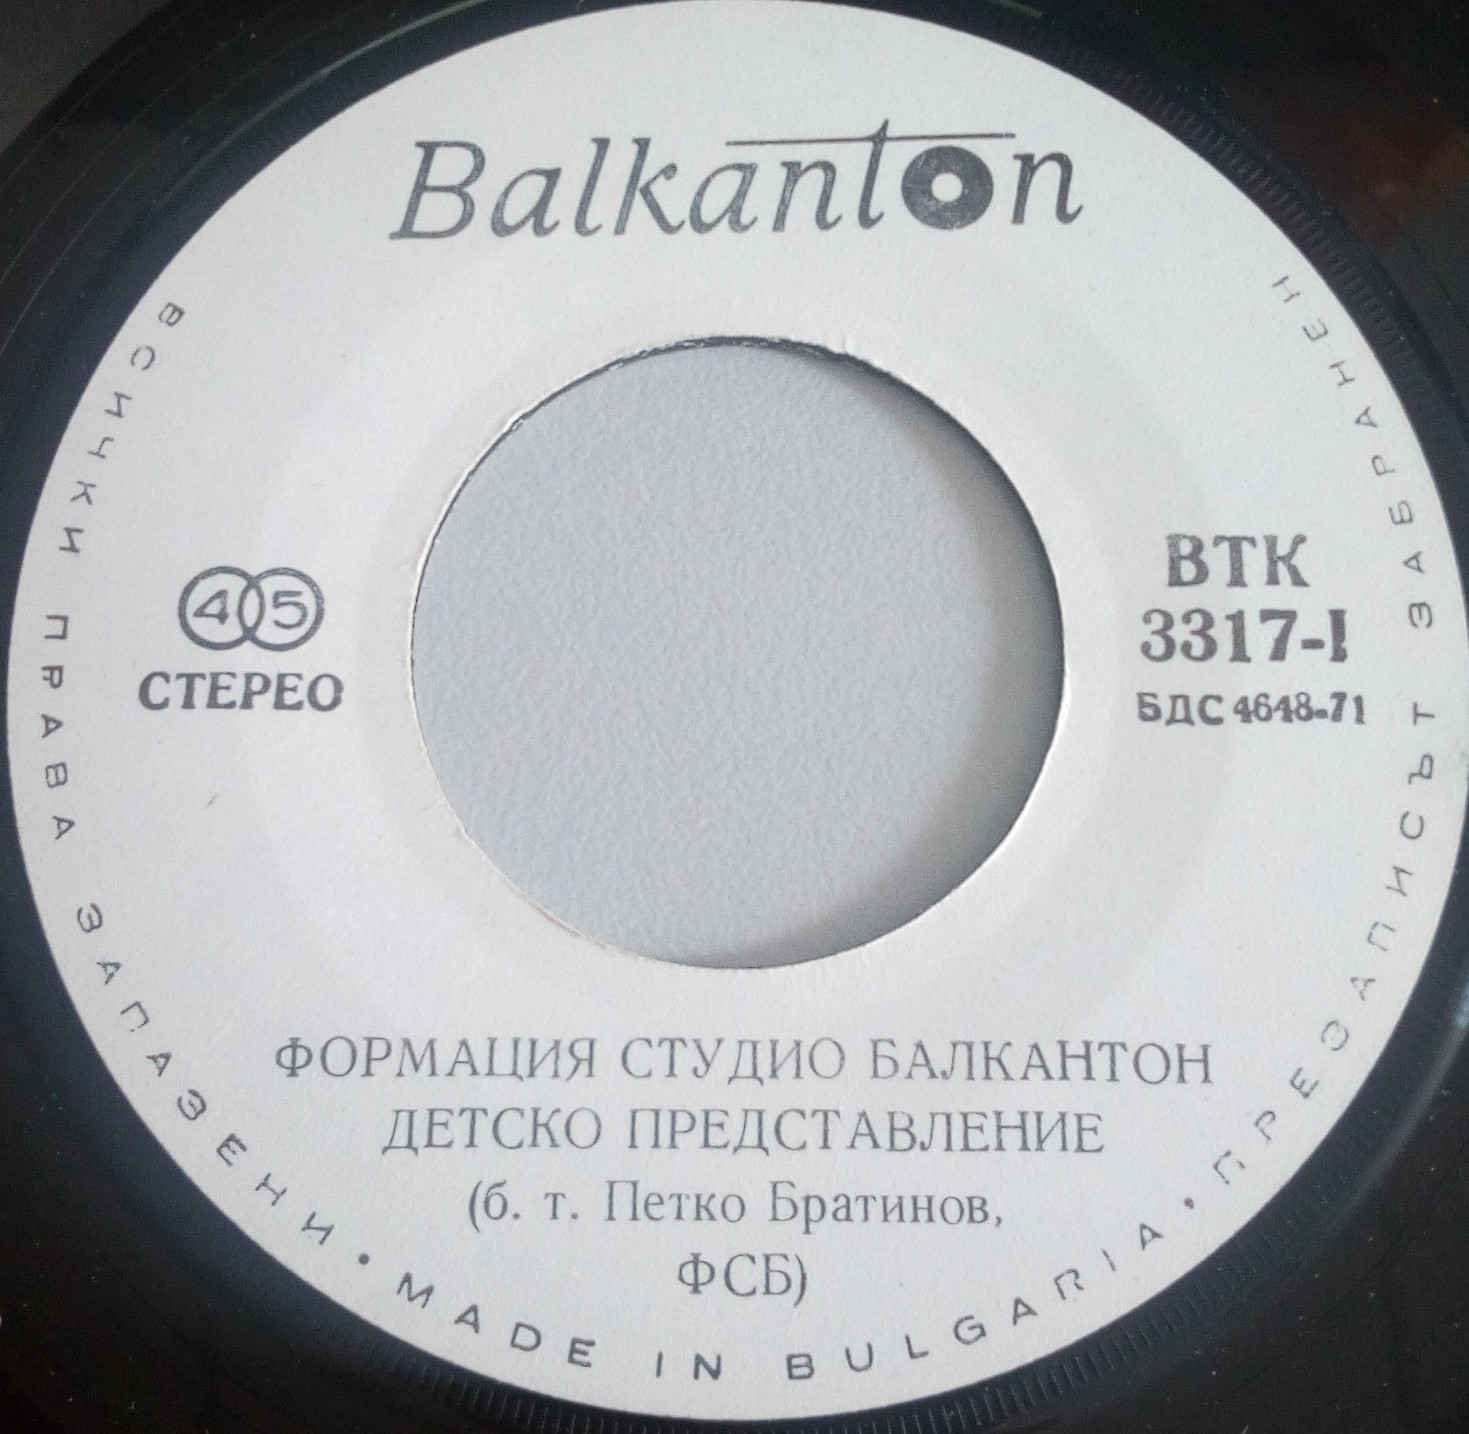 Balkanton
45
СТЕРЕО
ВТК
3317-I
БДС 4648-71
ФОРМАЦИЯ СТУДИО БАЛКАНТОН
ДЕТСКО ПРЕДСТАВЛЕНИЕ
(б. т. Петко Братинов,
ФСБ)
ВСИЧКИ ПРАВА ЗАПАЗЕНИ • MADE IN BULGARIA • ПРЕЗАПИСЪТ ЗАБРАНЕН